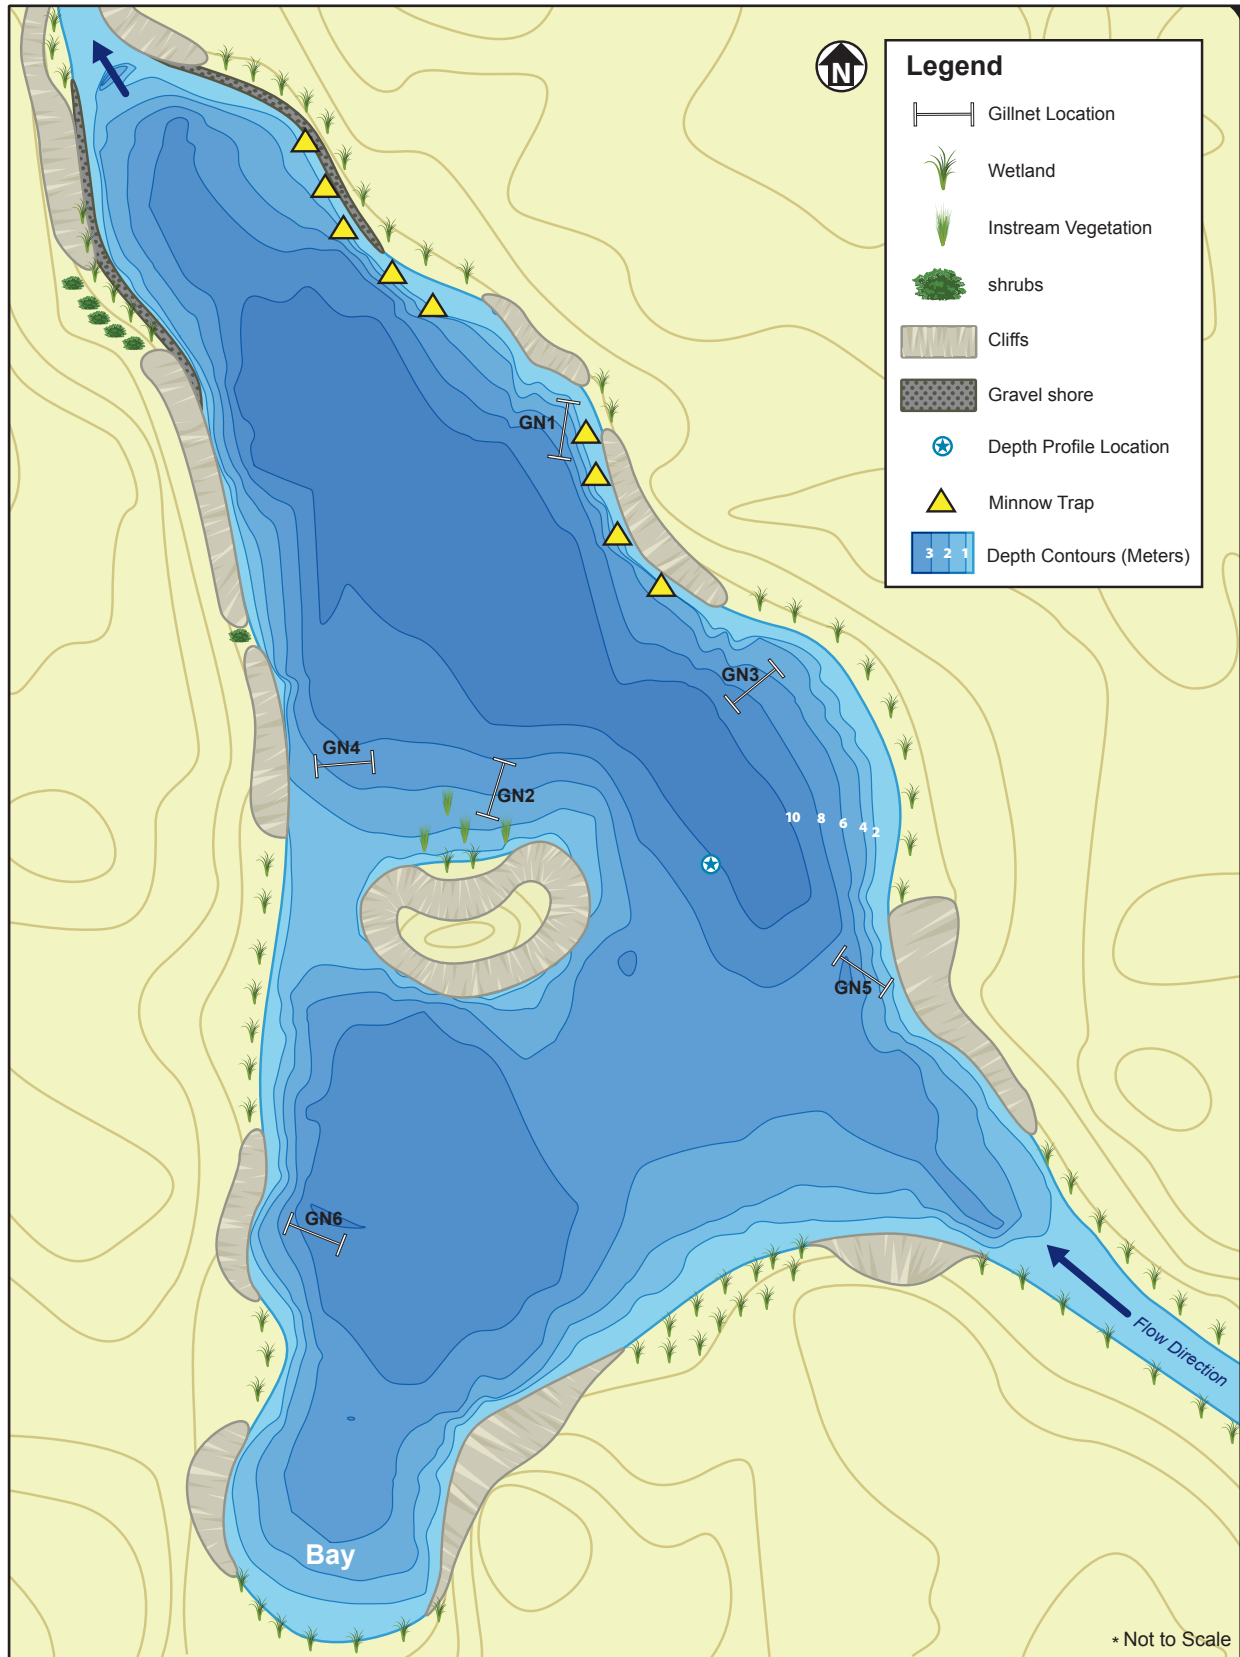 N
Legend
Gillnet Location
Wetland
Instream Vegetation
shrubs
Cliffs
Gravel shore
Depth Profile Location
Minnow Trap
3 2 1 Depth Contours (Meters)
GN1
GN3
GN4
GN2
10 8 6 4 2
GN5
GN6
Flow Direction
Bay
* Not to Scale